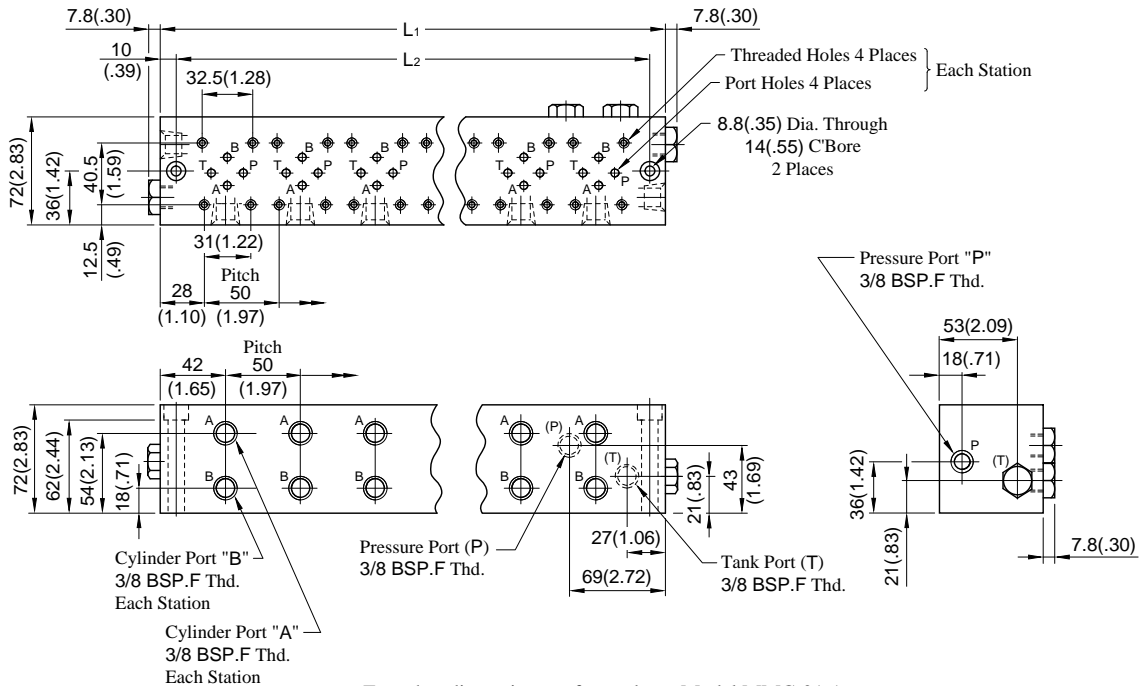 7.8(.30)
L1
7.8(.30)
10
(.39)
L2
32.5(1.28)
Threaded Holes 4 Places
Port Holes 4 Places
Each Station
8.8(.35) Dia. Through
14(.55) C'Bore
2 Places
72(2.83)
36(1.42)
40.5
(1.59)
12.5
(.49)
B B B B B
T P T P T P T P T P
A A A A A
31(1.22)
Pitch
28
(1.10)
50
(1.97)
Pressure Port "P"
3/8 BSP.F Thd.
53(2.09)
18(.71)
42
(1.65)
Pitch
50
(1.97)
72(2.83)
62(2.44)
54(2.13)
18(.71)
A A A A (P) A
B B B B B (T)
21(.83)
43
(1.69)
27(1.06)
69(2.72)
P
(T)
36(1.42)
21(.83)
7.8(.30)
Cylinder Port "B"
3/8 BSP.F Thd.
Each Station
Pressure Port (P)
3/8 BSP.F Thd.
Tank Port (T)
3/8 BSP.F Thd.
Cylinder Port "A"
3/8 BSP.F Thd.
Each Station